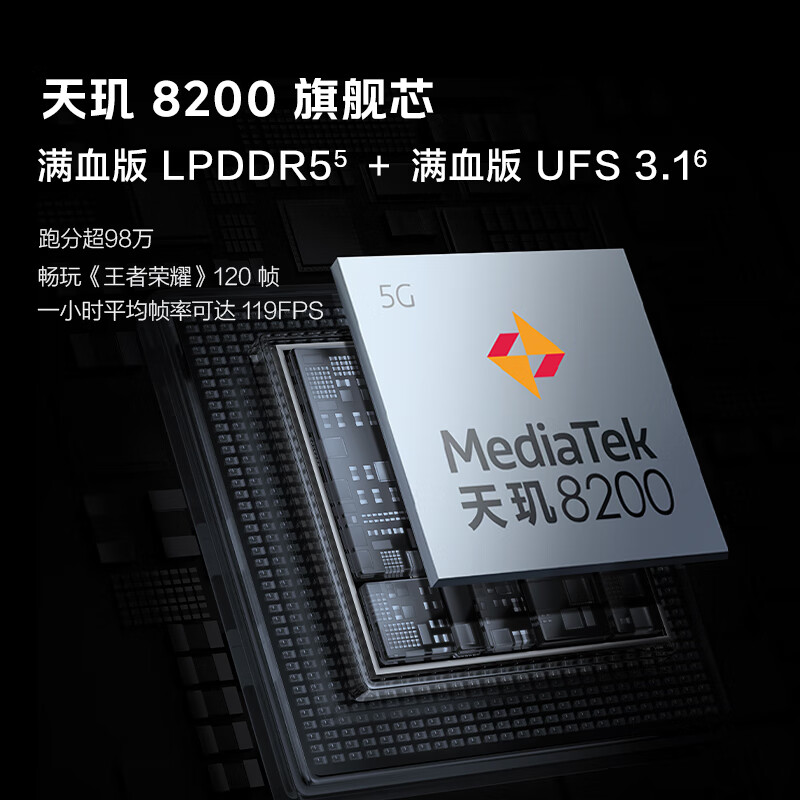 天玑 8200 旗舰芯
满血版 LPDDR5⁵ + 满血版 UFS 3.1⁶
跑分超98万
畅玩《王者荣耀》120 帧
一小时平均帧率可达 119FPS
5G
MediaTek
天玑8200